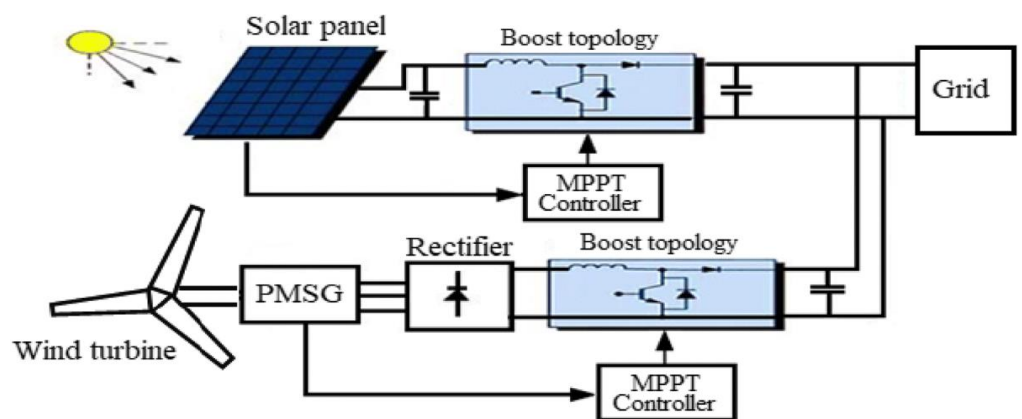 Solar panel
Boost topology
Grid
MPPT
Controller
Rectifier
Boost topology
PMSG
Wind turbine
MPPT
Controller